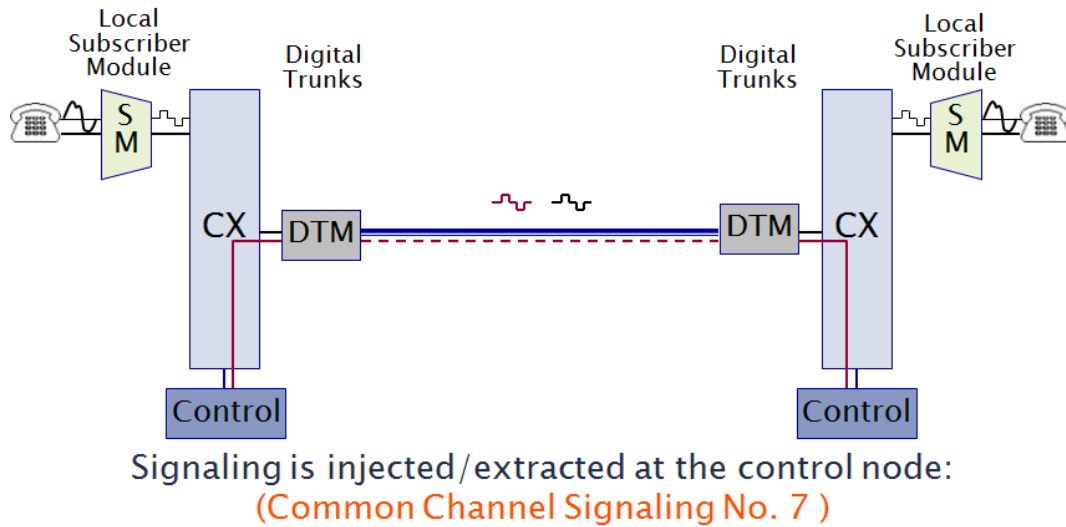 Local
Subscriber
Module
Digital
Trunks
Digital
Trunks
Local
Subscriber
Module
S
M
S
M
CX
DTM
DTM
CX
Control
Control
Signaling is injected/extracted at the control node:
(Common Channel Signaling No. 7 )